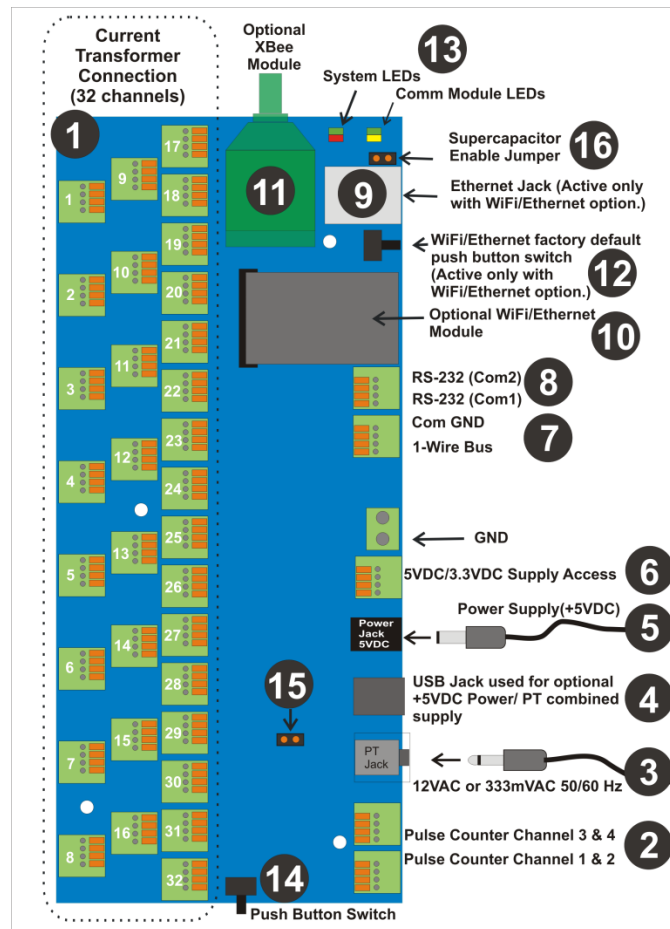 Current
Transformer
Connection
(32 channels)
Optional
XBee
Module
13
System LEDs
Comm Module LEDs
1
17
9
1
18
11
9
Supercapacitor
Enable Jumper
16
Ethernet Jack (Active only
with WiFi/Ethernet option.)
19
10
2
20
WiFi/Ethernet factory default
push button switch
(Active only with
WiFi/Ethernet option.)
12
Optional WiFi/Ethernet
Module
10
21
11
3
22
RS-232 (Com2)
RS-232 (Com1)
8
23
12
4
24
Com GND
1-Wire Bus
7
25
13
5
26
GND
5VDC/3.3VDC Supply Access
6
27
14
6
28
Power
Jack
5VDC
Power Supply(+5VDC)
5
USB Jack used for optional
+5VDC Power/ PT combined
supply
4
15
29
15
7
30
PT
Jack
12VAC or 333mVAC 50/60 Hz
3
31
16
8
32
Pulse Counter Channel 3 & 4
Pulse Counter Channel 1 & 2
2
14
Push Button Switch